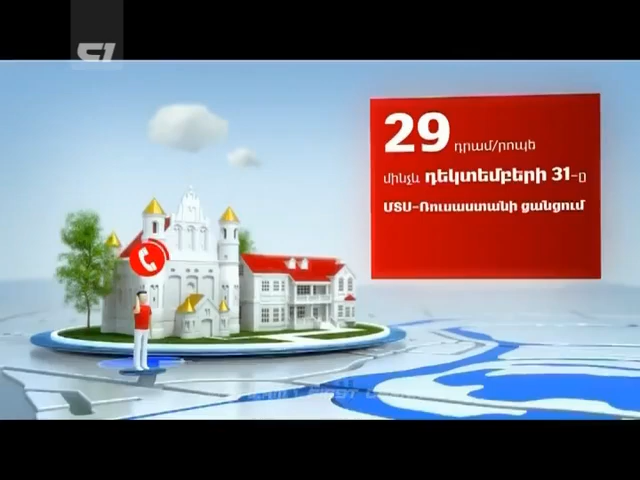 29 դրամ/րոպե
մինչև դեկտեմբերի 31-ը
ՄՏՍ-Ռուսաստանի ցանցում